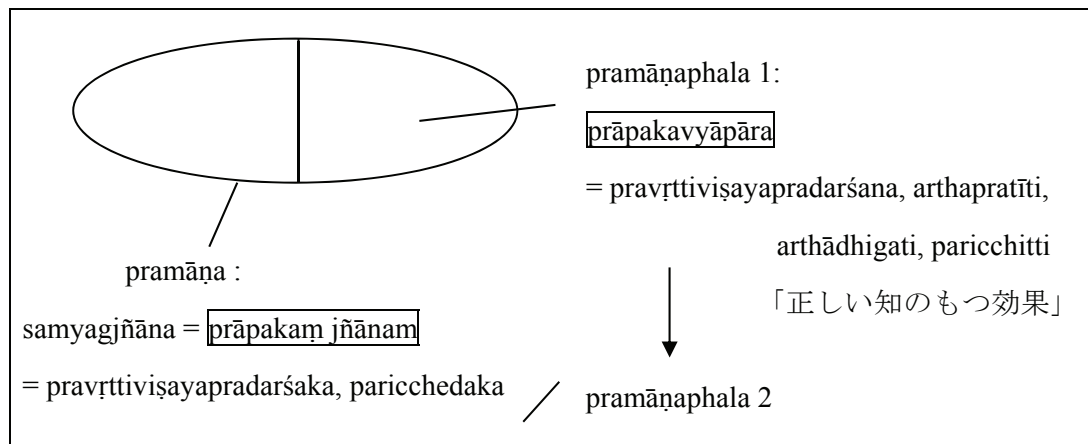 pramāṇaphala 1:
prāpakavyāpāra
= pravṛttiviṣayapradarśana, arthapratīti,
arthādhigati, paricchitti
「正しい知のもつ効果」
pramāṇa :
samyagjñāna = prāpakaṃ jñānam
= pravṛttiviṣayapradarśaka, paricchedaka
pramāṇaphala 2